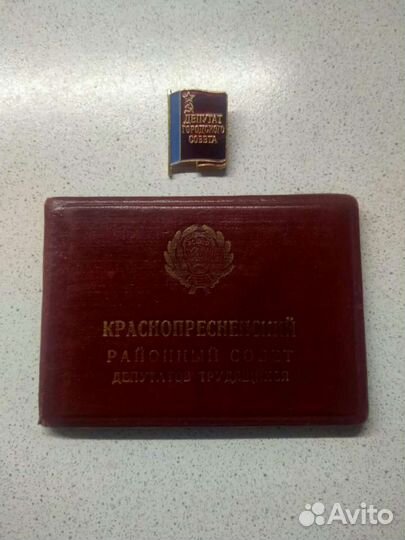 ДЕПУТАТ
ГОРОДСКОГО
СОВЕТА
КРАСНОПРЕСНЕНСКИЙ
РАЙОННЫЙ СОВЕТ
ДЕПУТАТОВ ТРУДЯЩИХСЯ
Avito